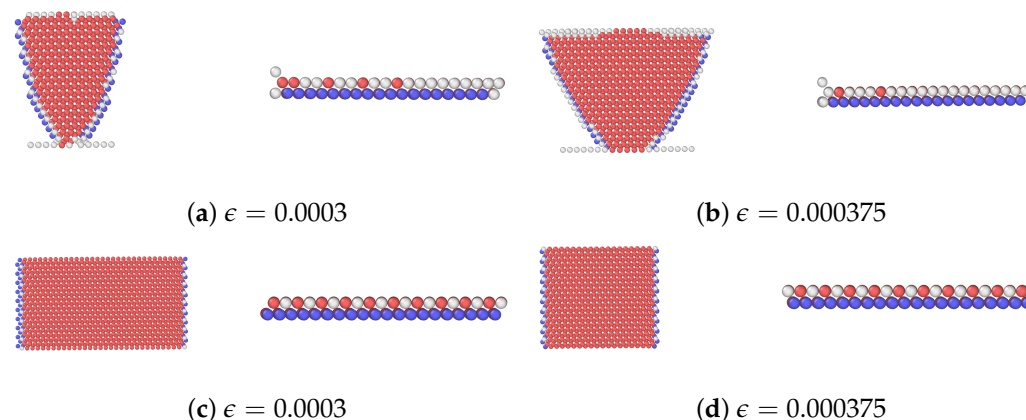 (a) ϵ = 0.0003
(b) ϵ = 0.000375
(c) ϵ = 0.0003
(d) ϵ = 0.000375